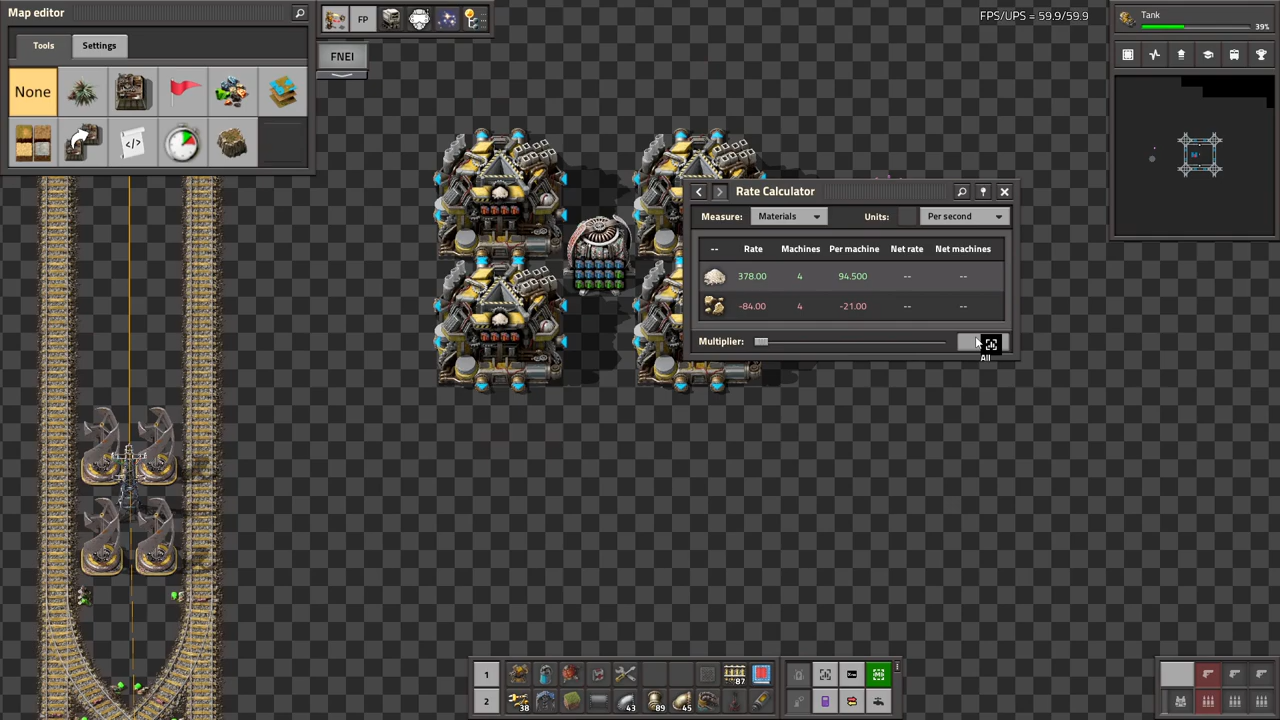 Map editor
Tools Settings
None
FP
FNEI
FPS/UPS = 59.9/59.9
Tank
39%
Rate Calculator
Measure: Materials Units: Per second
-- Rate Machines Per machine Net rate Net machines
378.00 4 94.500 -- --
-84.00 4 -21.00 -- --
Multiplier:
All
1 87
2 38 43 89 45